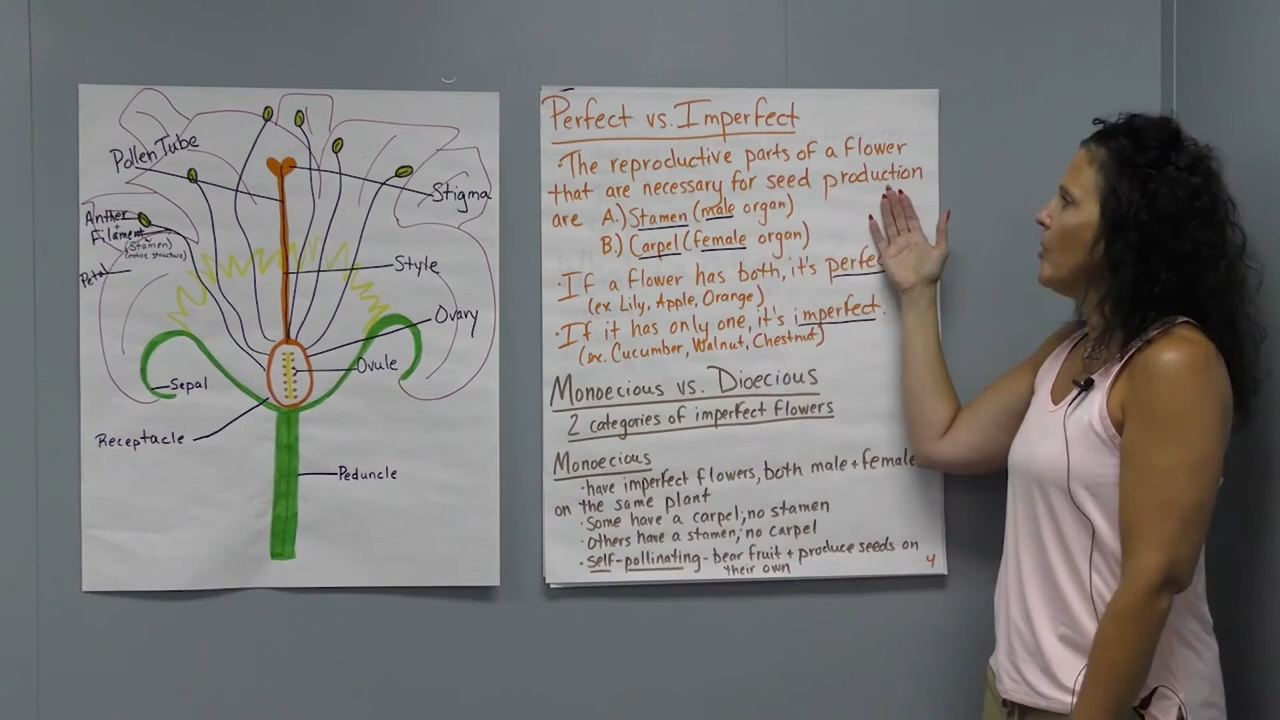 Pollen Tube
Stigma
Anther
+
Filament
(Stamen)
(entire structure)
Petal
Style
Ovary
Ovule
Sepal
Receptacle
Peduncle
Perfect vs. Imperfect
· The reproductive parts of a flower
that are necessary for seed production
are A.) Stamen (male organ)
B.) Carpel (female organ)
· If a flower has both, it's perfec
(ex Lily, Apple, Orange)
· If it has only one, it's imperfect.
(ex. Cucumber, Walnut, Chestnut)
Monoecious vs. Dioecious
2 categories of imperfect flowers
Monoecious
· have imperfect flowers, both male + female
on the same plant
· Some have a carpel; no stamen
· Others have a stamen; no carpel
· self-pollinating - bear fruit + produce seeds on
their own
4